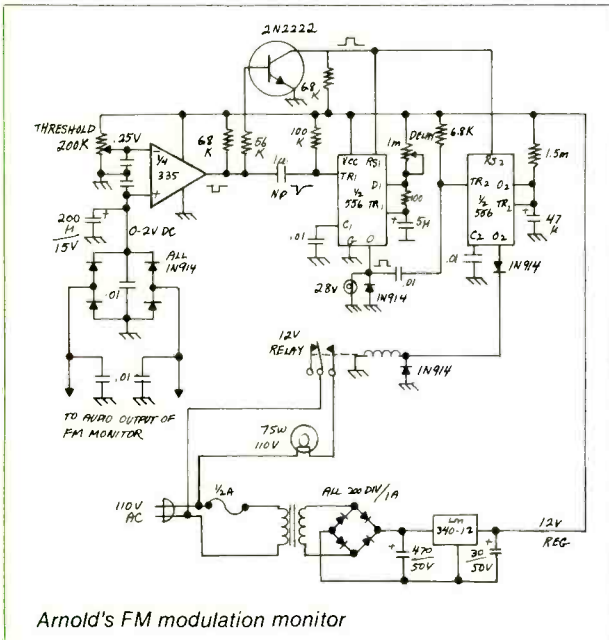 2N2222
6.8
K
THRESHOLD
200K
.25V
1/4
335
68
K
56
K
100
K
1µ
NP
VCC
RS1
TR1
D1
1/2
556
TR1
C1
G
O
DELAY
1m
100
5µ
6.8K
RS2
TR2
O2
1/2
556
TR2
C2
O2
1.5m
47
µ
200
µ
15V
0-2V DC
ALL
1N914
.01
.01
.01
28V
1N914
.01
.01
1N914
12V
RELAY
1N914
TO AUDIO OUTPUT OF
FM MONITOR
75W
110V
110V
AC
1/2A
ALL 200 DIV/1A
LM
340-12
470
50V
30
50V
12V
REG
Arnold's FM modulation monitor